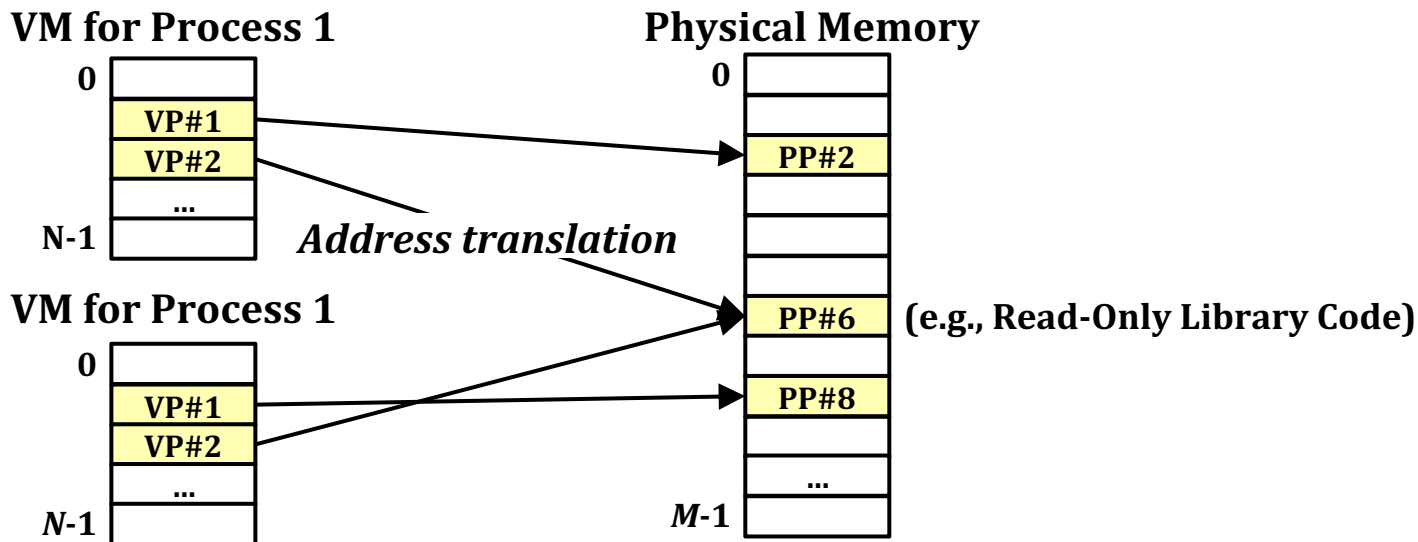 VM for Process 1
0
VP#1
VP#2
...
N-1
Address translation
VM for Process 1
0
VP#1
VP#2
...
N-1
Physical Memory
0
PP#2
PP#6
(e.g., Read-Only Library Code)
PP#8
...
M-1